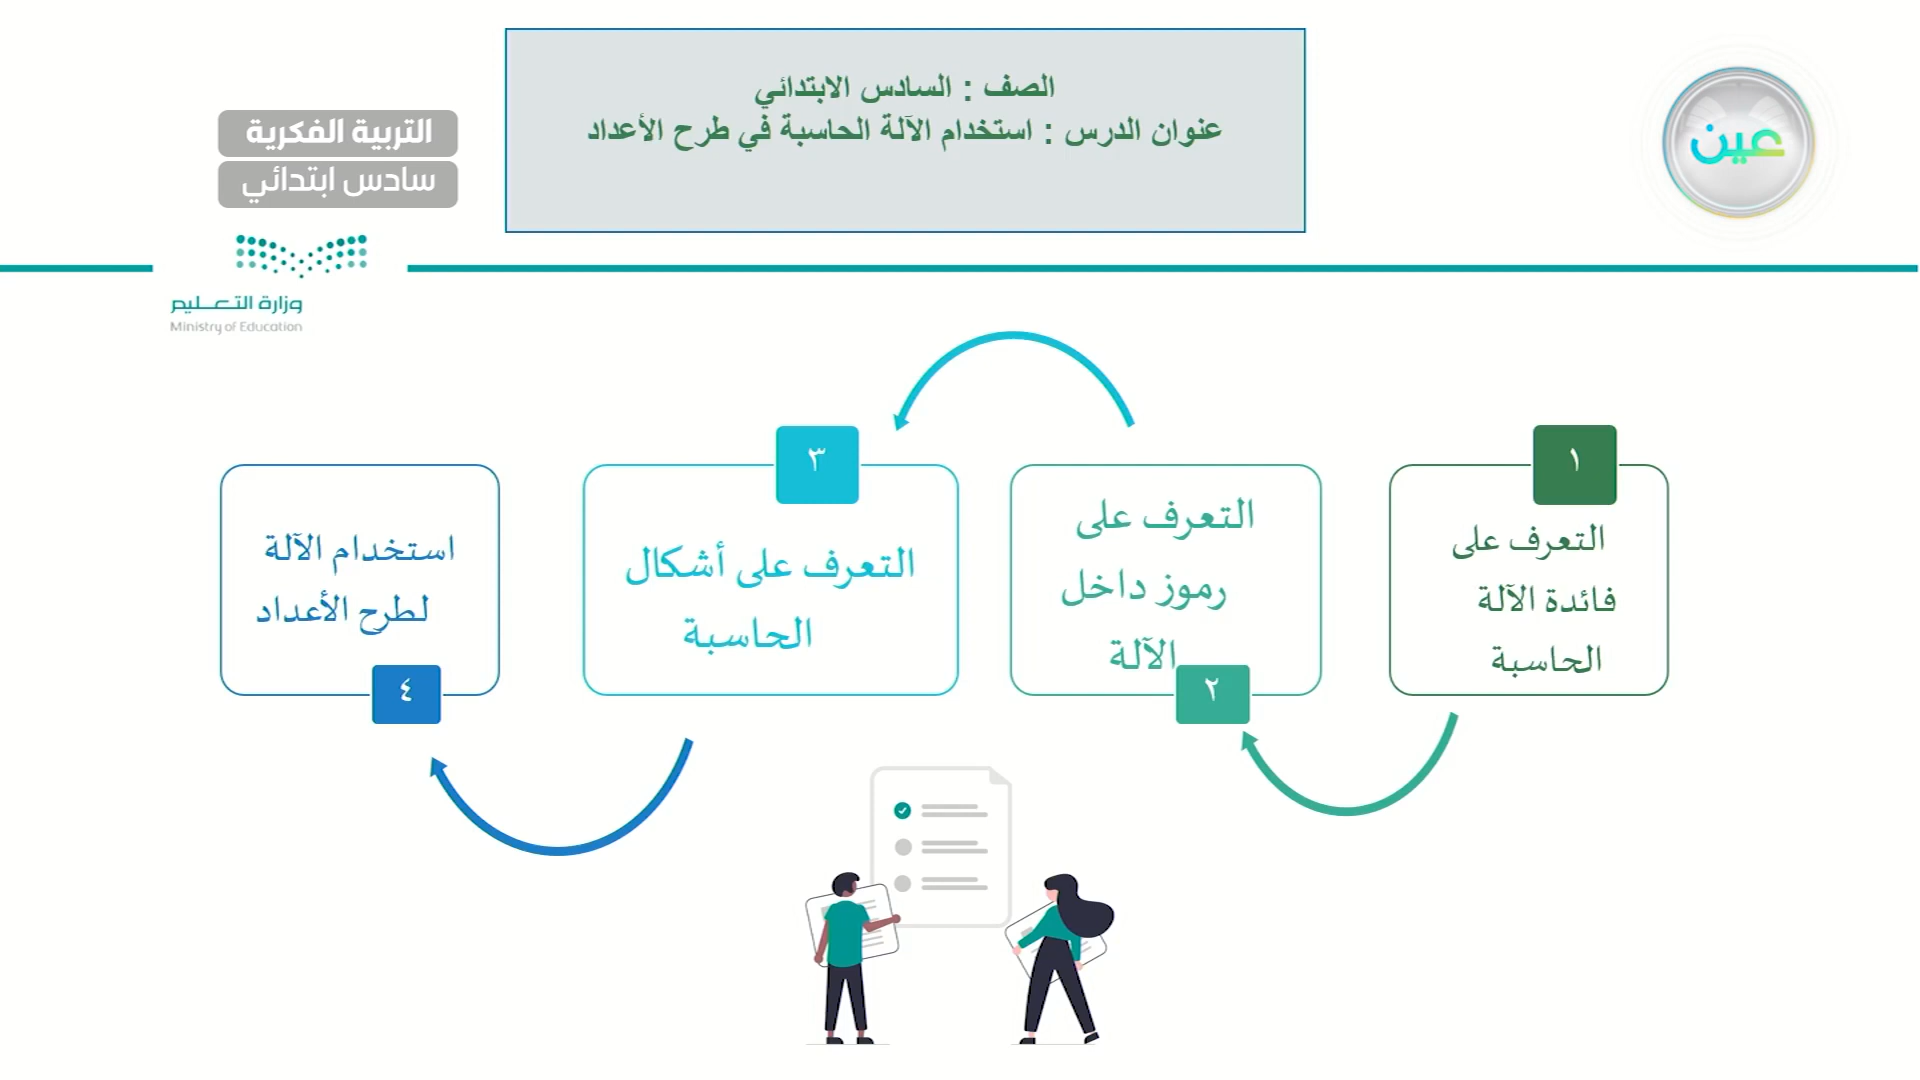 الصف : السادس الابتدائي
عنوان الدرس : استخدام الآلة الحاسبة في طرح الأعداد
عين
التربية الفكرية
سادس ابتدائي
وزارة التعليم
Ministry of Education
١
التعرف على
فائدة الآلة
الحاسبة
التعرف على
رموز داخل
الآلة
٢
٣
التعرف على أشكال
الحاسبة
استخدام الآلة
لطرح الأعداد
٤